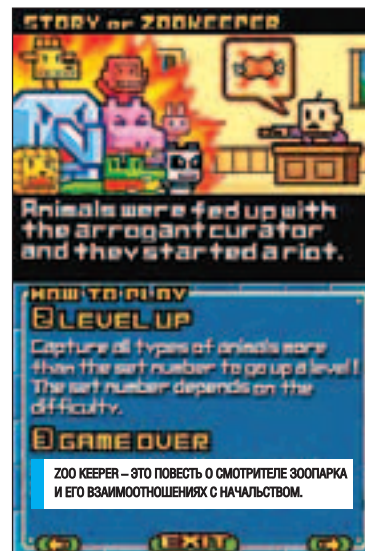 STORY OF ZOOKEEPER
Animals were fed up with
the arrogant curator
and they started a riot.
HOW TO PLAY
2 LEVEL UP
Capture all types of animals more
than the set number to go up a level!
The set number depends on the
difficulty.
3 GAME OVER
ZOO KEEPER – ЭТО ПОВЕСТЬ О СМОТРИТЕЛЕ ЗООПАРКА
И ЕГО ВЗАИМООТНОШЕНИЯХ С НАЧАЛЬСТВОМ.
EXIT